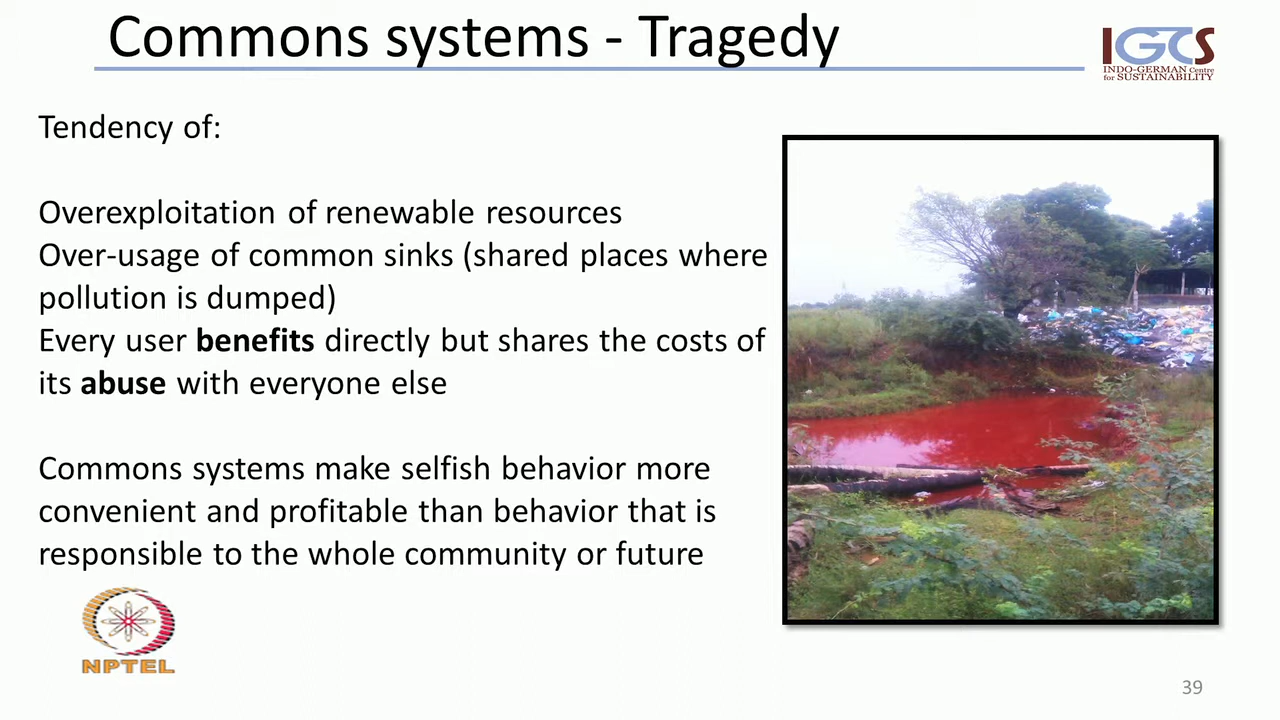 Commons systems - Tragedy
IGCS
INDO-GERMAN Centre
for SUSTAINABILITY
Tendency of:
Overexploitation of renewable resources
Over-usage of common sinks (shared places where
pollution is dumped)
Every user benefits directly but shares the costs of
its abuse with everyone else
Commons systems make selfish behavior more
convenient and profitable than behavior that is
responsible to the whole community or future
NPTEL
39